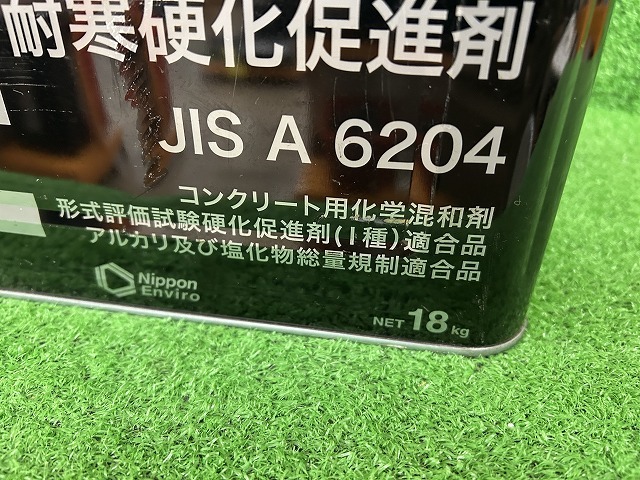 耐寒硬化促進剤
JIS A 6204
コンクリート用化学混和剤
形式評価試験硬化促進剤(I種)適合品
アルカリ及び塩化物総量規制適合品
Nippon
Enviro
NET 18kg